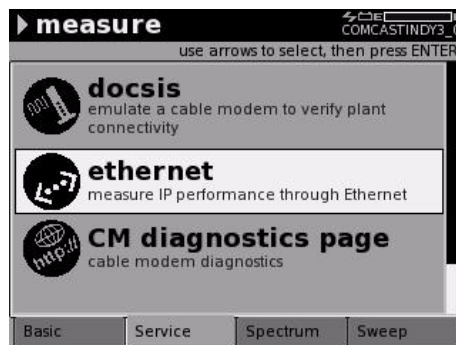 measure
COMCASTINDY3_
use arrows to select, then press ENTER
docsis
emulate a cable modem to verify plant
connectivity
ethernet
measure IP performance through Ethernet
http://
CM diagnostics page
cable modem diagnostics
Basic Service Spectrum Sweep